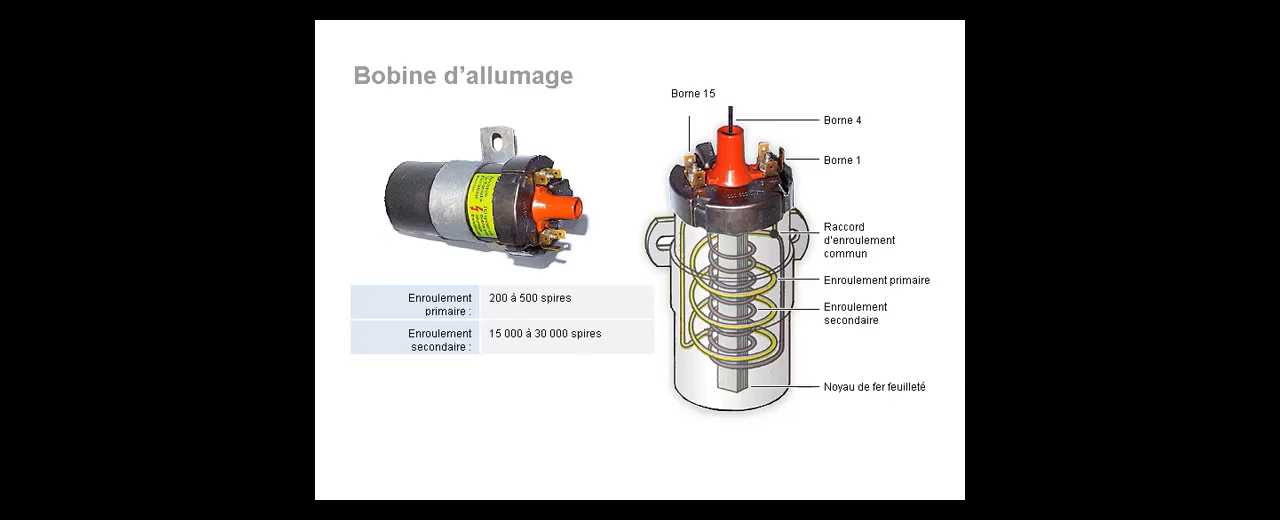 Bobine d’allumage
Borne 15
Borne 4
Borne 1
Raccord
d’enroulement
commun
Enroulement primaire
Enroulement
secondaire
Noyau de fer feuilleté
Enroulement
primaire :
200 à 500 spires
Enroulement
secondaire :
15 000 à 30 000 spires